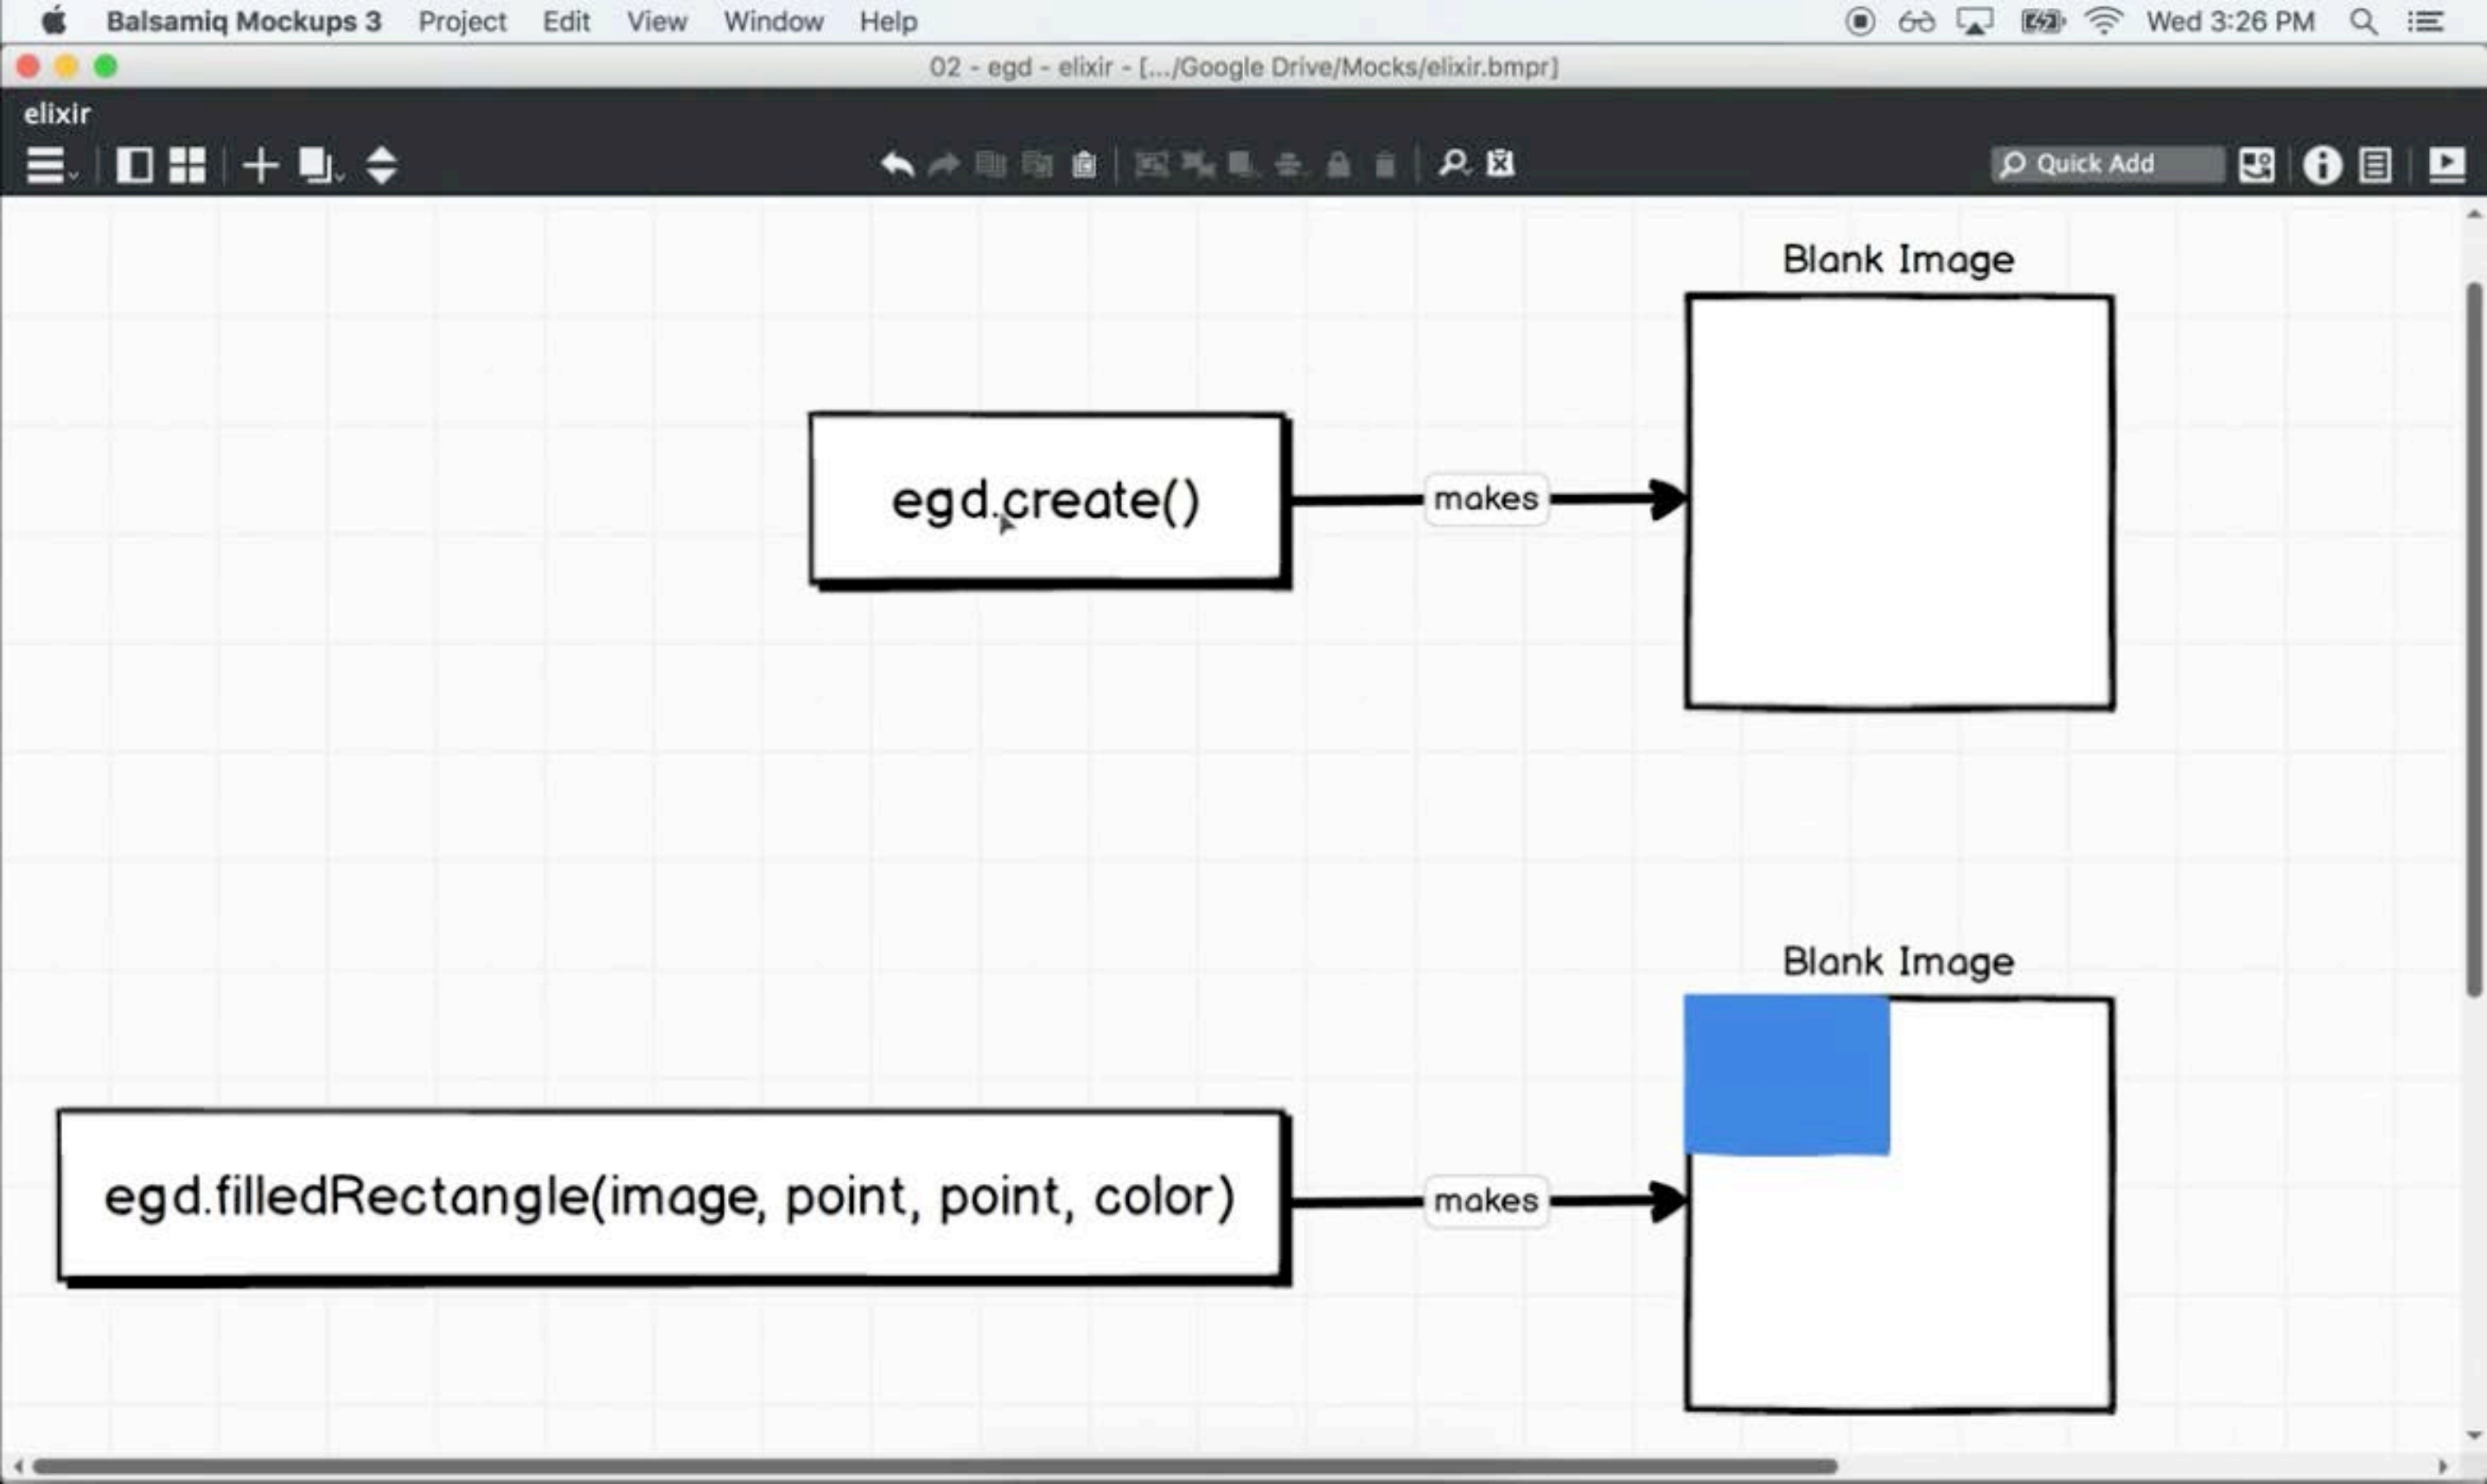 Balsamiq Mockups 3 Project Edit View Window Help Wed 3:26 PM
02 - egd - elixir - [.../Google Drive/Mocks/elixir.bmpr]
elixir
Quick Add
Blank Image
egd.create()
makes
Blank Image
egd.filledRectangle(image, point, point, color)
makes